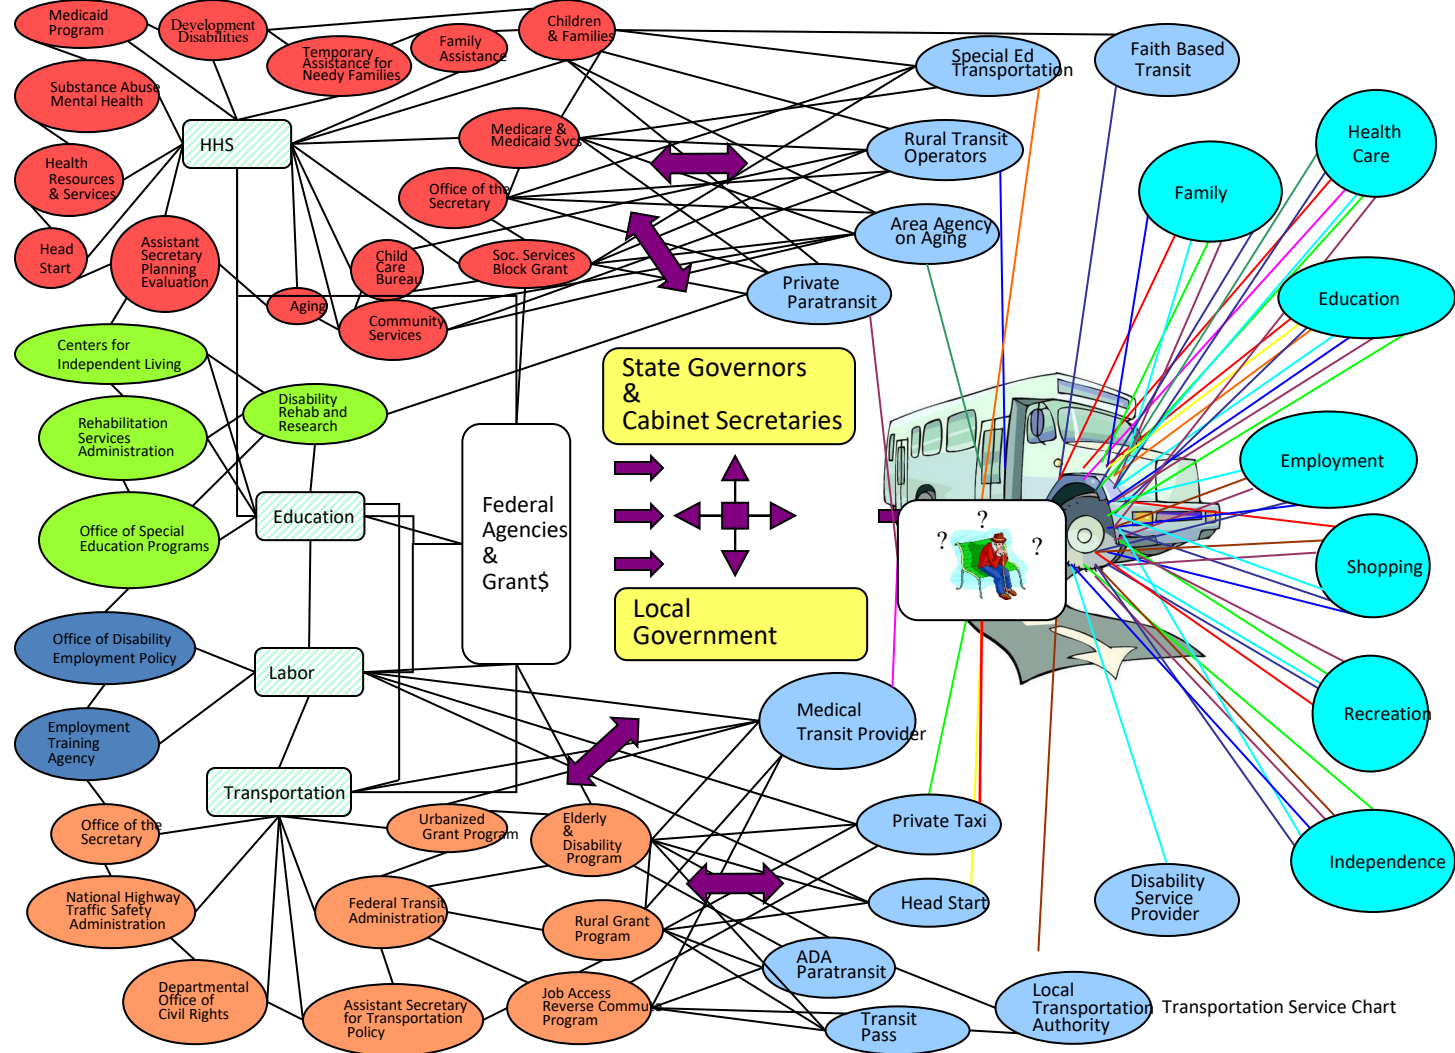 Medicaid
Program
Development
Disabilities
Temporary
Assistance for
Needy Families
Family
Assistance
Children
& Families
Special Ed
Transportation
Faith Based
Transit
Substance Abuse
Mental Health
HHS
Medicare &
Medicaid Svcs
Rural Transit
Operators
Health
Care
Health
Resources
& Services
Office of the
Secretary
Family
Head
Start
Assistant
Secretary
Planning
Evaluation
Child
Care
Bureau
Soc. Services
Block Grant
Area Agency
on Aging
Private
Paratransit
Education
Aging
Community
Services
Centers for
Independent Living
State Governors
&
Cabinet Secretaries
Disability
Rehab and
Research
Rehabilitation
Services
Administration
Employment
Education
Federal
Agencies
&
Grant$
Office of Special
Education Programs
?
?
?
Shopping
Local
Government
Office of Disability
Employment Policy
Labor
Medical
Transit Provider
Recreation
Employment
Training
Agency
Transportation
Office of the
Secretary
Urbanized
Grant Program
Elderly
&
Disability
Program
Private Taxi
Independence
National Highway
Traffic Safety
Administration
Federal Transit
Administration
Rural Grant
Program
Head Start
Disability
Service
Provider
ADA
Paratransit
Departmental
Office of
Civil Rights
Assistant Secretary
for Transportation
Policy
Job Access
Reverse Commute
Program
Transit
Pass
Local
Transportation
Authority
Transportation Service Chart